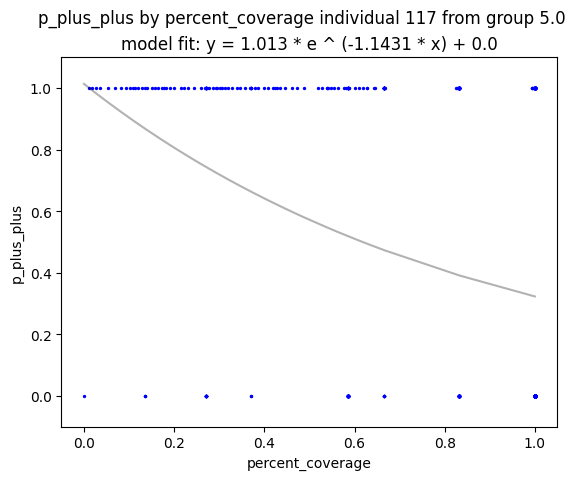 p_plus_plus by percent_coverage individual 117 from group 5.0
model fit: y = 1.013 * e ^ (-1.1431 * x) + 0.0
1.0
0.8
0.6
0.4
0.2
0.0
p_plus_plus
0.0 0.2 0.4 0.6 0.8 1.0
percent_coverage